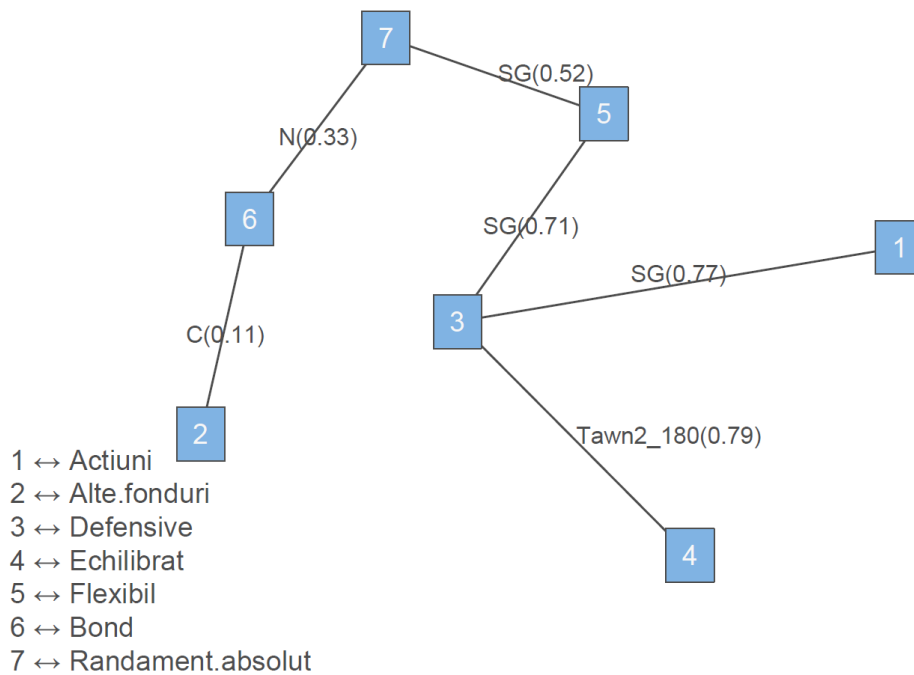 7
SG(0.52)
5
N(0.33)
6
SG(0.71)
1
SG(0.77)
3
C(0.11)
2
Tawn2_180(0.79)
4
1 ↔ Actiuni
2 ↔ Alte.fonduri
3 ↔ Defensive
4 ↔ Echilibrat
5 ↔ Flexibil
6 ↔ Bond
7 ↔ Randament.absolut